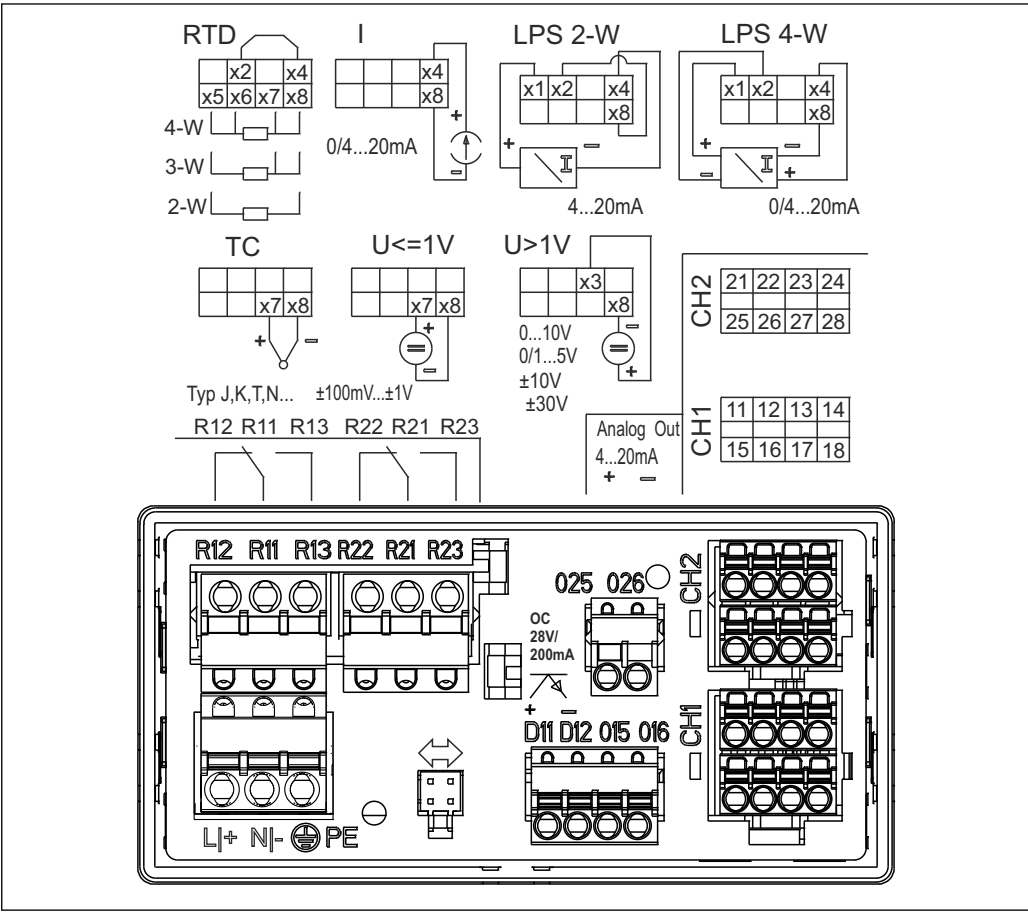 RTD I LPS 2-W LPS 4-W
x2 x4 x4 x1 x2 x4 x1 x2 x4
x5 x6 x7 x8 x8 x8 x8
4-W
+
0/4...20mA
+ −
+ −
3-W
−
I
I
− +
2-W
4...20mA 0/4...20mA
TC U<=1V U>1V
x3
x7 x8 x7 x8 x8
+ −
+
−
0...10V
0/1...5V
±10V
±30V
−
+
Typ J,K,T,N... ±100mV...±1V
CH2
21 22 23 24
25 26 27 28
CH1
11 12 13 14
15 16 17 18
R12 R11 R13 R22 R21 R23
Analog Out
4...20mA
+ −
R12 R11 R13 R22 R21 R23
O25 O26
CH2
OC
28V/
200mA
+ −
D11 D12 O15 O16
CH1
L|+ N|- PE